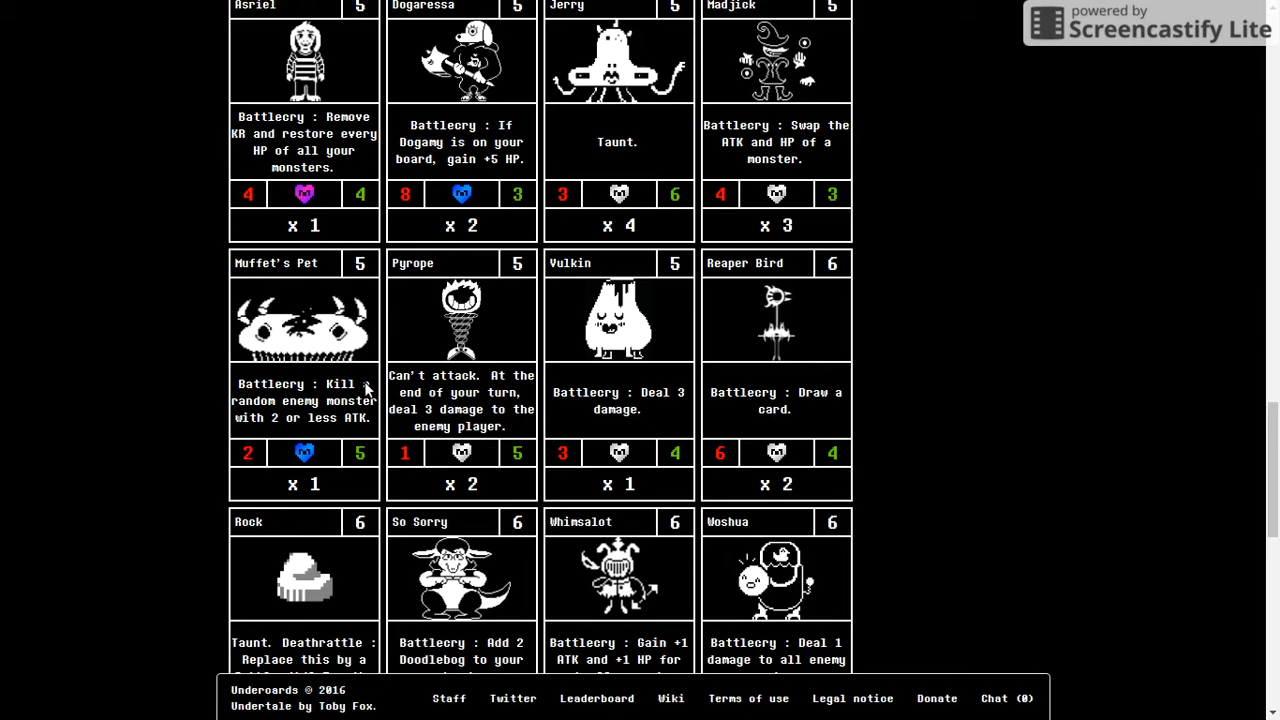 powered by
Screencastify Lite
Asriel 5
Dogaressa 5
Jerry 5
Madjick 5
Battlecry : Remove
KR and restore every
HP of all your
monsters.
Battlecry : If
Dogamy is on your
board, gain +5 HP.
Taunt.
Battlecry : Swap the
ATK and HP of a
monster.
4 4
8 3
3 6
4 3
x 1
x 2
x 4
x 3
Muffet's Pet 5
Pyrope 5
Vulkin 5
Reaper Bird 6
Battlecry : Kill
random enemy monster
with 2 or less ATK.
Can't attack. At the
end of your turn,
deal 3 damage to the
enemy player.
Battlecry : Deal 3
damage.
Battlecry : Draw a
card.
2 5
1 5
3 4
6 4
x 1
x 2
x 1
x 2
Rock 6
So Sorry 6
Whimsalot 6
Woshua 6
Taunt. Deathrattle :
Replace this by a
Battlecry : Add 2
Doodlebog to your
Battlecry : Gain +1
ATK and +1 HP for
Battlecry : Deal 1
damage to all enemy
Undercards © 2016
Undertale by Toby Fox.
Staff
Twitter
Leaderboard
Wiki
Terms of use
Legal notice
Donate
Chat (0)